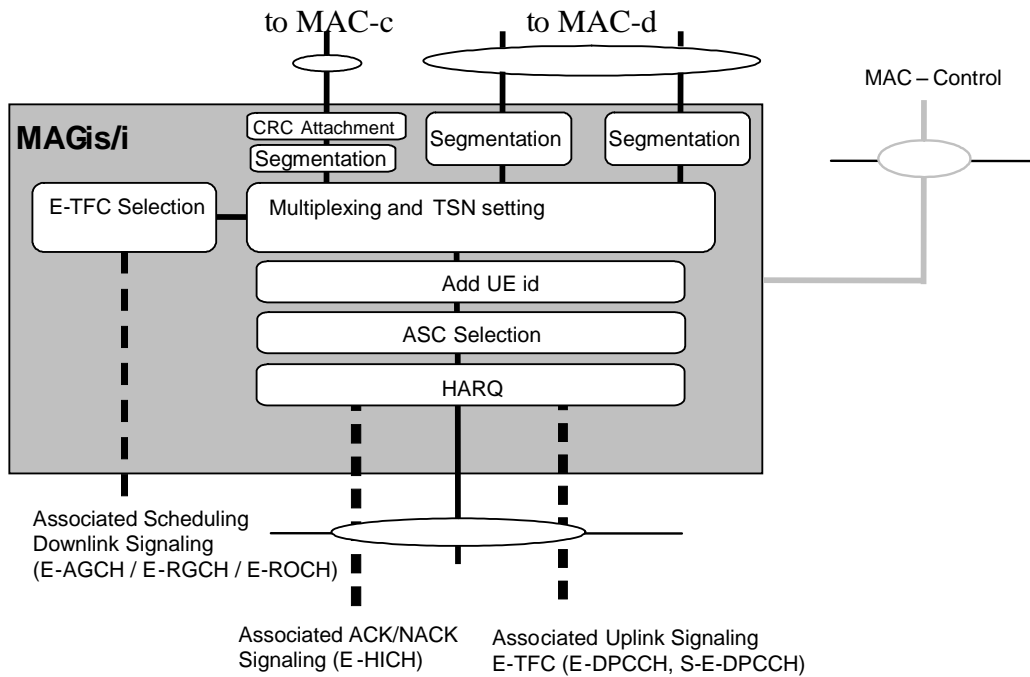 to MAC-c
to MAC-d
MAC – Control
MAGis/i
CRC Attachment
Segmentation
Segmentation
Segmentation
E-TFC Selection
Multiplexing and TSN setting
Add UE id
ASC Selection
HARQ
Associated Scheduling
Downlink Signaling
(E-AGCH / E-RGCH / E-ROCH)
Associated ACK/NACK
Signaling (E-HICH)
Associated Uplink Signaling
E-TFC (E-DPCCH, S-E-DPCCH)